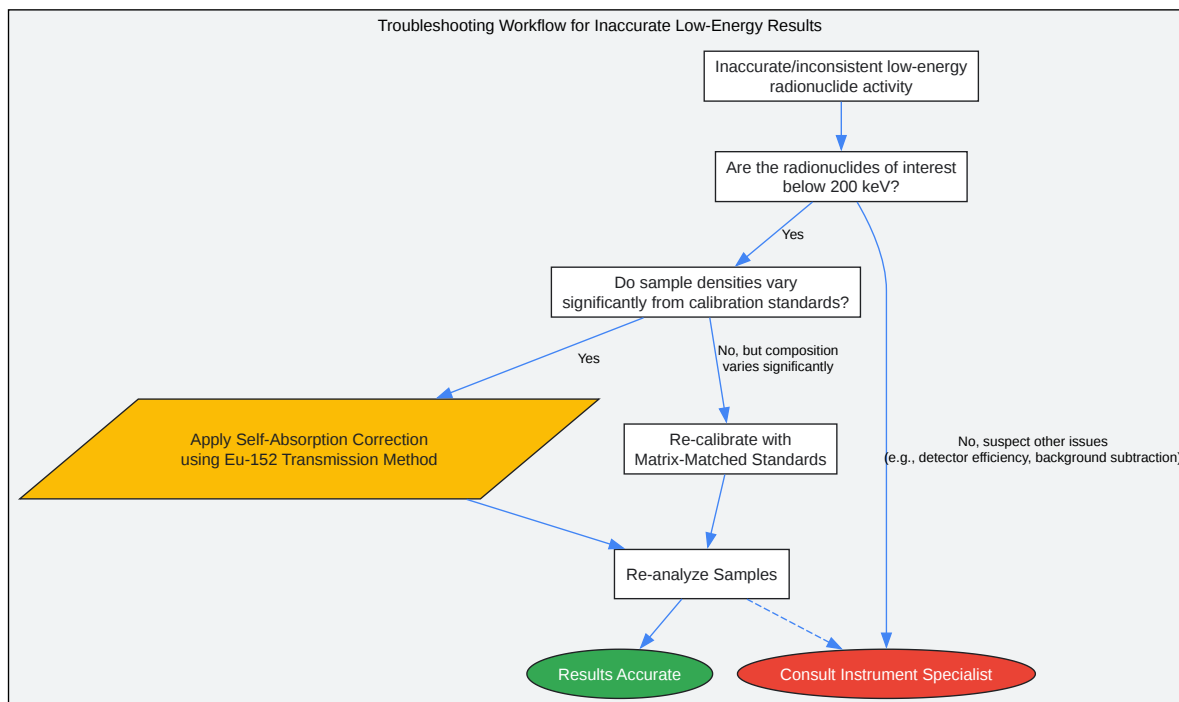 Troubleshooting Workflow for Inaccurate Low-Energy Results
Inaccurate/inconsistent low-energy
radionuclide activity
Are the radionuclides of interest
below 200 keV?
Yes
Do sample densities vary
significantly from calibration standards?
Yes
No, but composition
varies significantly
Apply Self-Absorption Correction
using Eu-152 Transmission Method
Re-calibrate with
Matrix-Matched Standards
No, suspect other issues
(e.g., detector efficiency, background subtraction)
Re-analyze Samples
Results Accurate
Consult Instrument Specialist